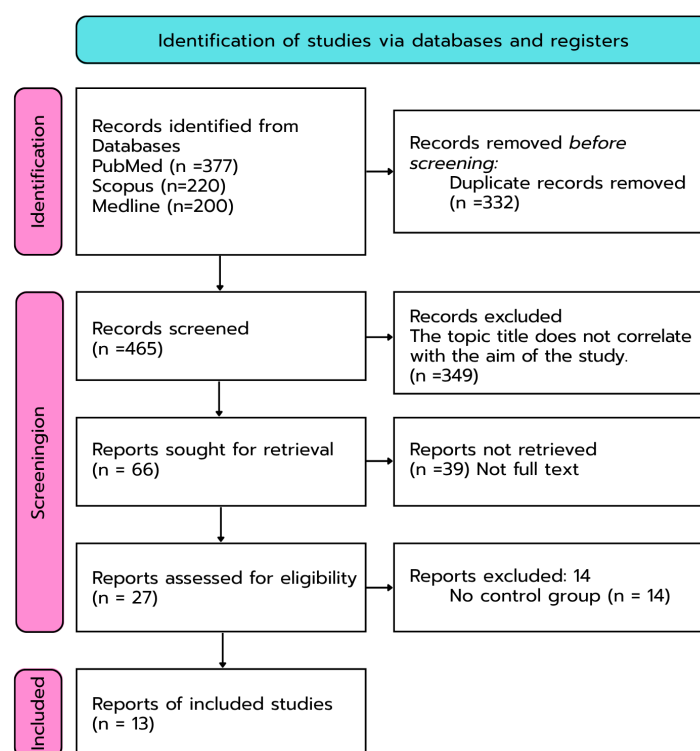 Identification of studies via databases and registers
Identification
Records identified from
Databases
PubMed (n =377)
Scopus (n=220)
Medline (n=200)
Records removed before
screening:
Duplicate records removed
(n =332)
Screeningion
Records screened
(n =465)
Records excluded
The topic title does not correlate
with the aim of the study.
(n =349)
Reports sought for retrieval
(n = 66)
Reports not retrieved
(n =39) Not full text
Reports assessed for eligibility
(n = 27)
Reports excluded: 14
No control group (n = 14)
Included
Reports of included studies
(n = 13)